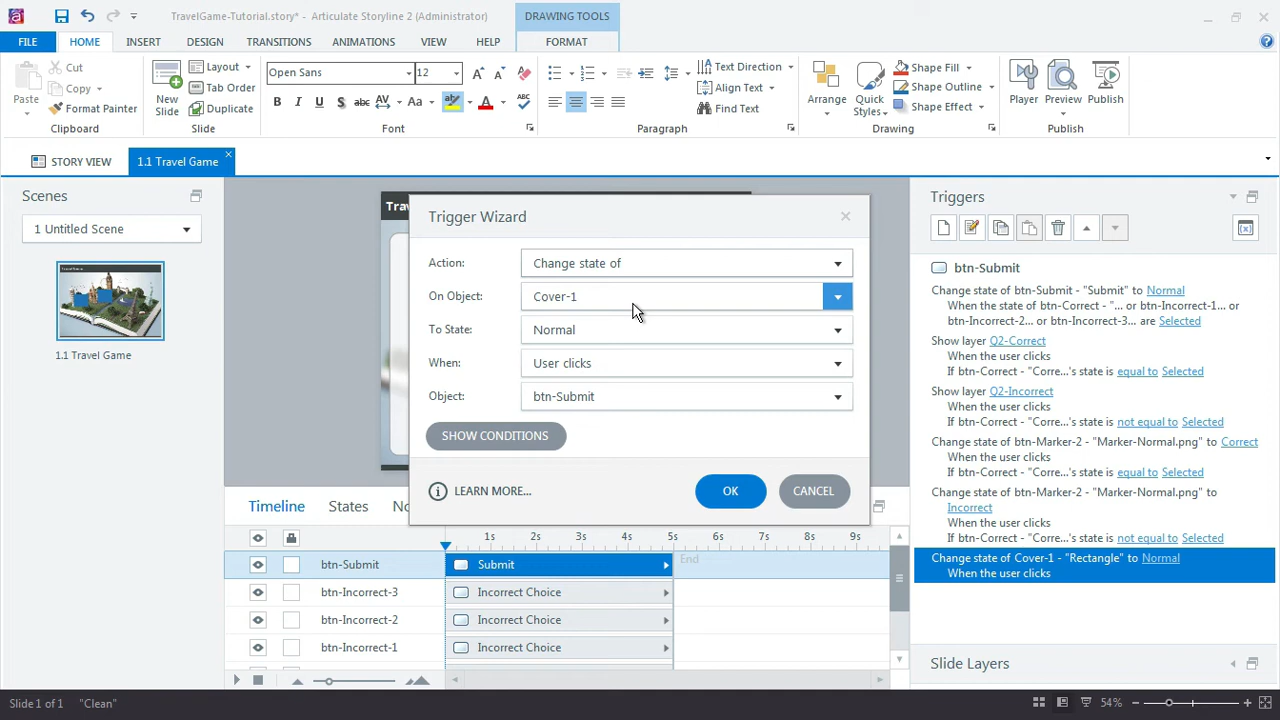 TravelGame-Tutorial.story* - Articulate Storyline 2 (Administrator)
DRAWING TOOLS
FILE HOME INSERT DESIGN TRANSITIONS ANIMATIONS VIEW HELP FORMAT
Paste
Cut
Copy
Format Painter
Clipboard
New Slide
Layout
Tab Order
Duplicate
Slide
Open Sans 12
B I U S abc AV Aa A ABC
Font
Paragraph
Text Direction
Align Text
Find Text
Arrange
Quick Styles
Shape Fill
Shape Outline
Shape Effect
Drawing
Player
Preview
Publish
Publish
STORY VIEW
1.1 Travel Game
Scenes
1 Untitled Scene
1.1 Travel Game
Trav
Trigger Wizard
Action: Change state of
On Object: Cover-1
To State: Normal
When: User clicks
Object: btn-Submit
SHOW CONDITIONS
LEARN MORE...
OK
CANCEL
Timeline States No
1s 2s 3s 4s 5s 6s 7s 8s 9s
btn-Submit Submit End
btn-Incorrect-3 Incorrect Choice
btn-Incorrect-2 Incorrect Choice
btn-Incorrect-1 Incorrect Choice
Triggers
btn-Submit
Change state of btn-Submit - "Submit" to Normal
When the state of btn-Correct - "... or btn-Incorrect-1... or
btn-Incorrect-2... or btn-Incorrect-3... are Selected
Show layer Q2-Correct
When the user clicks
If btn-Correct - "Corre...'s state is equal to Selected
Show layer Q2-Incorrect
When the user clicks
If btn-Correct - "Corre...'s state is not equal to Selected
Change state of btn-Marker-2 - "Marker-Normal.png" to Correct
When the user clicks
If btn-Correct - "Corre...'s state is equal to Selected
Change state of btn-Marker-2 - "Marker-Normal.png" to
Incorrect
When the user clicks
If btn-Correct - "Corre...'s state is not equal to Selected
Change state of Cover-1 - "Rectangle" to Normal
When the user clicks
Slide Layers
Slide 1 of 1 "Clean"
54%